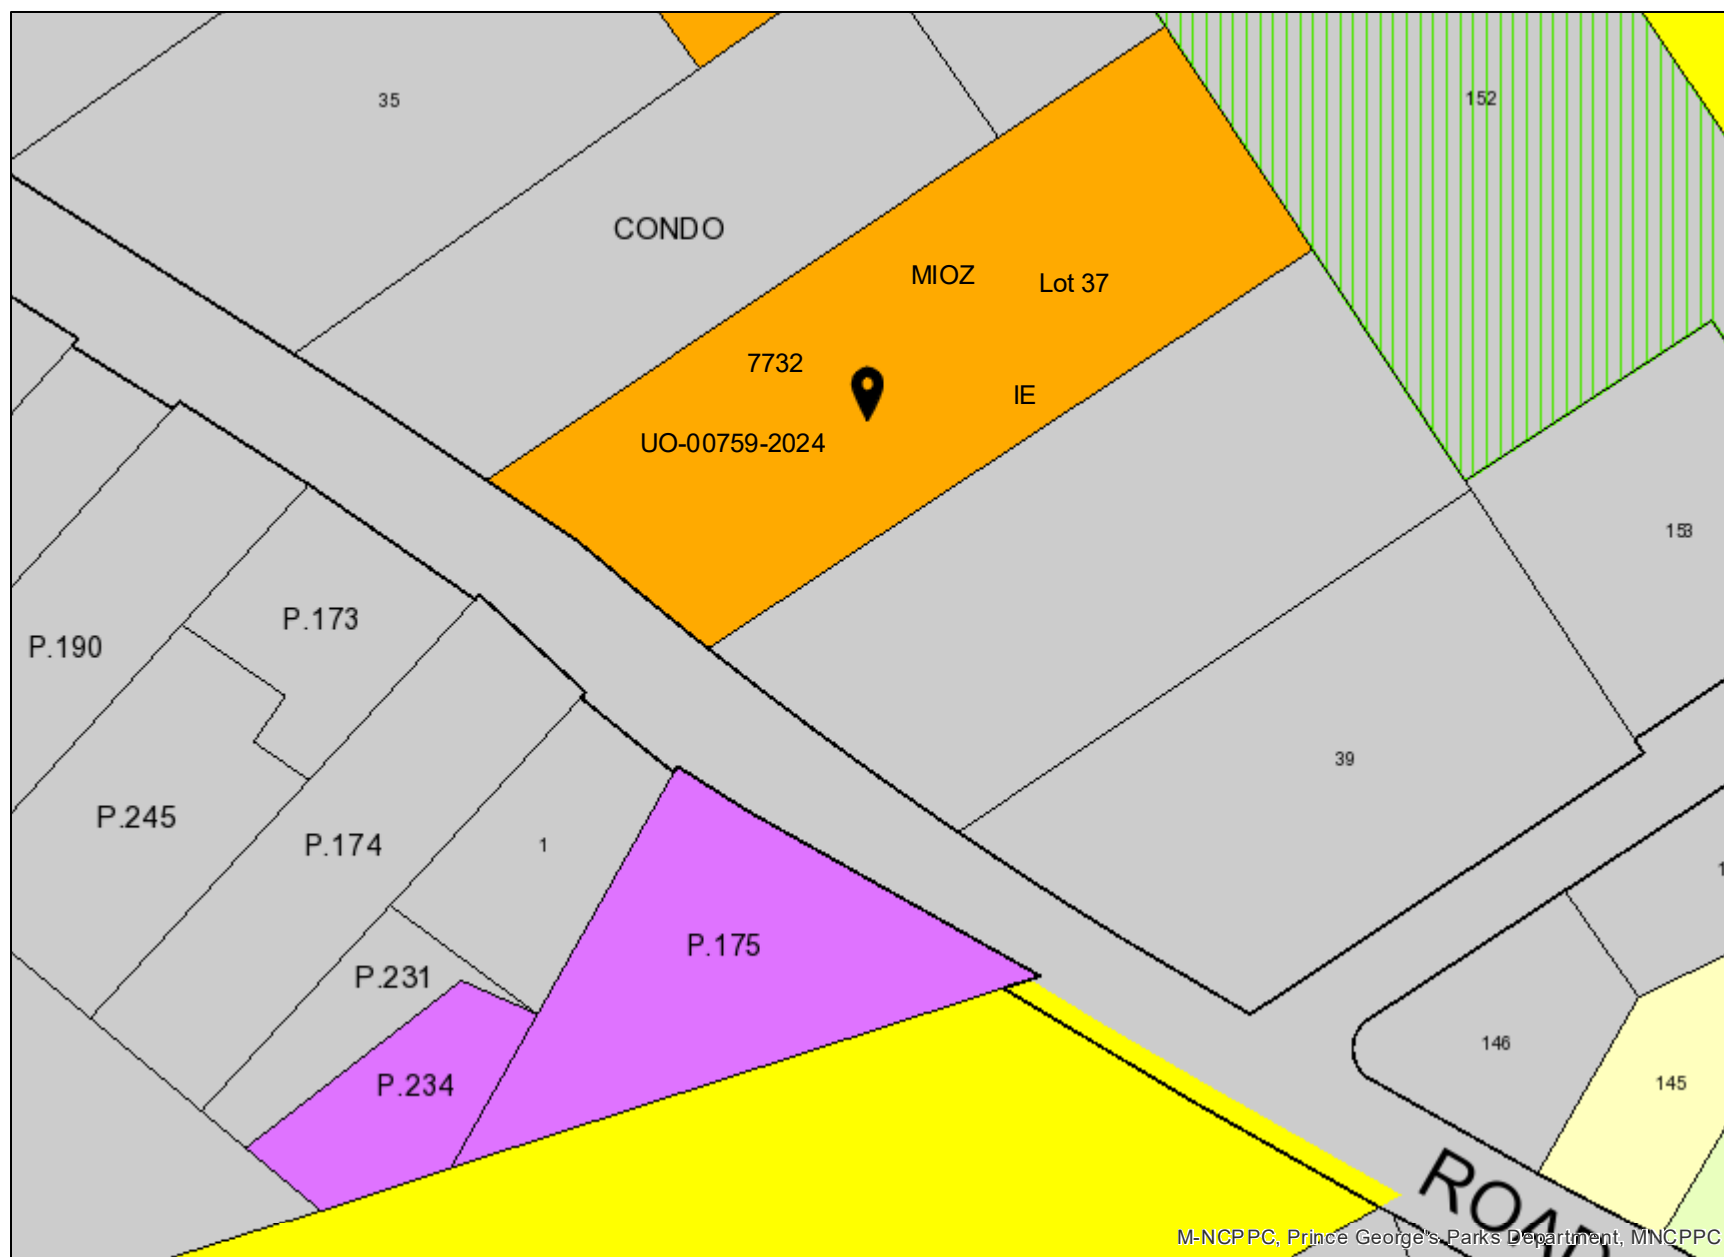 35
152
CONDO
MIOZ
Lot 37
7732
IE
UO-00759-2024
153
P.173
P.190
39
P.245
P.174
1
P.175
P.231
146
P.234
145
ROAD
M-NCPPC, Prince George's Parks Department, MNCPPC